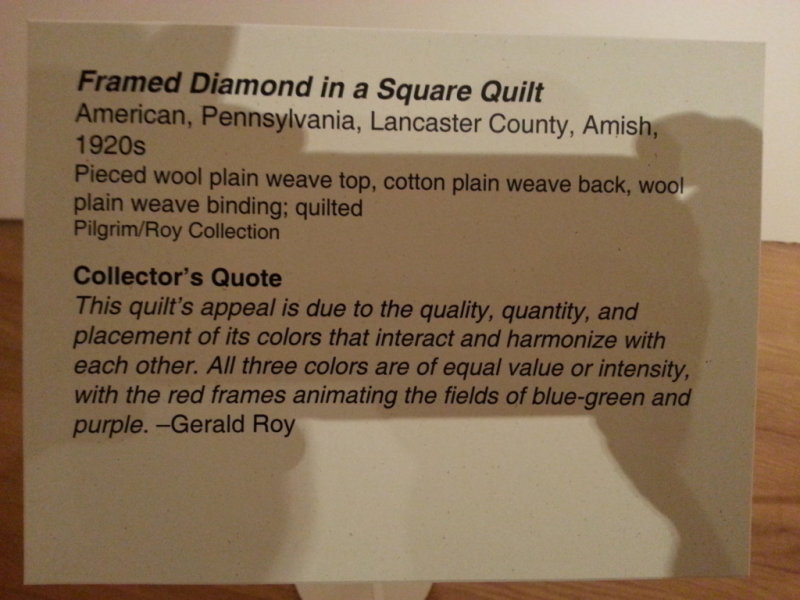 Framed Diamond in a Square Quilt
American, Pennsylvania, Lancaster County, Amish,
1920s
Pieced wool plain weave top, cotton plain weave back, wool
plain weave binding; quilted
Pilgrim/Roy Collection
Collector's Quote
This quilt's appeal is due to the quality, quantity, and
placement of its colors that interact and harmonize with
each other. All three colors are of equal value or intensity,
with the red frames animating the fields of blue-green and
purple. –Gerald Roy